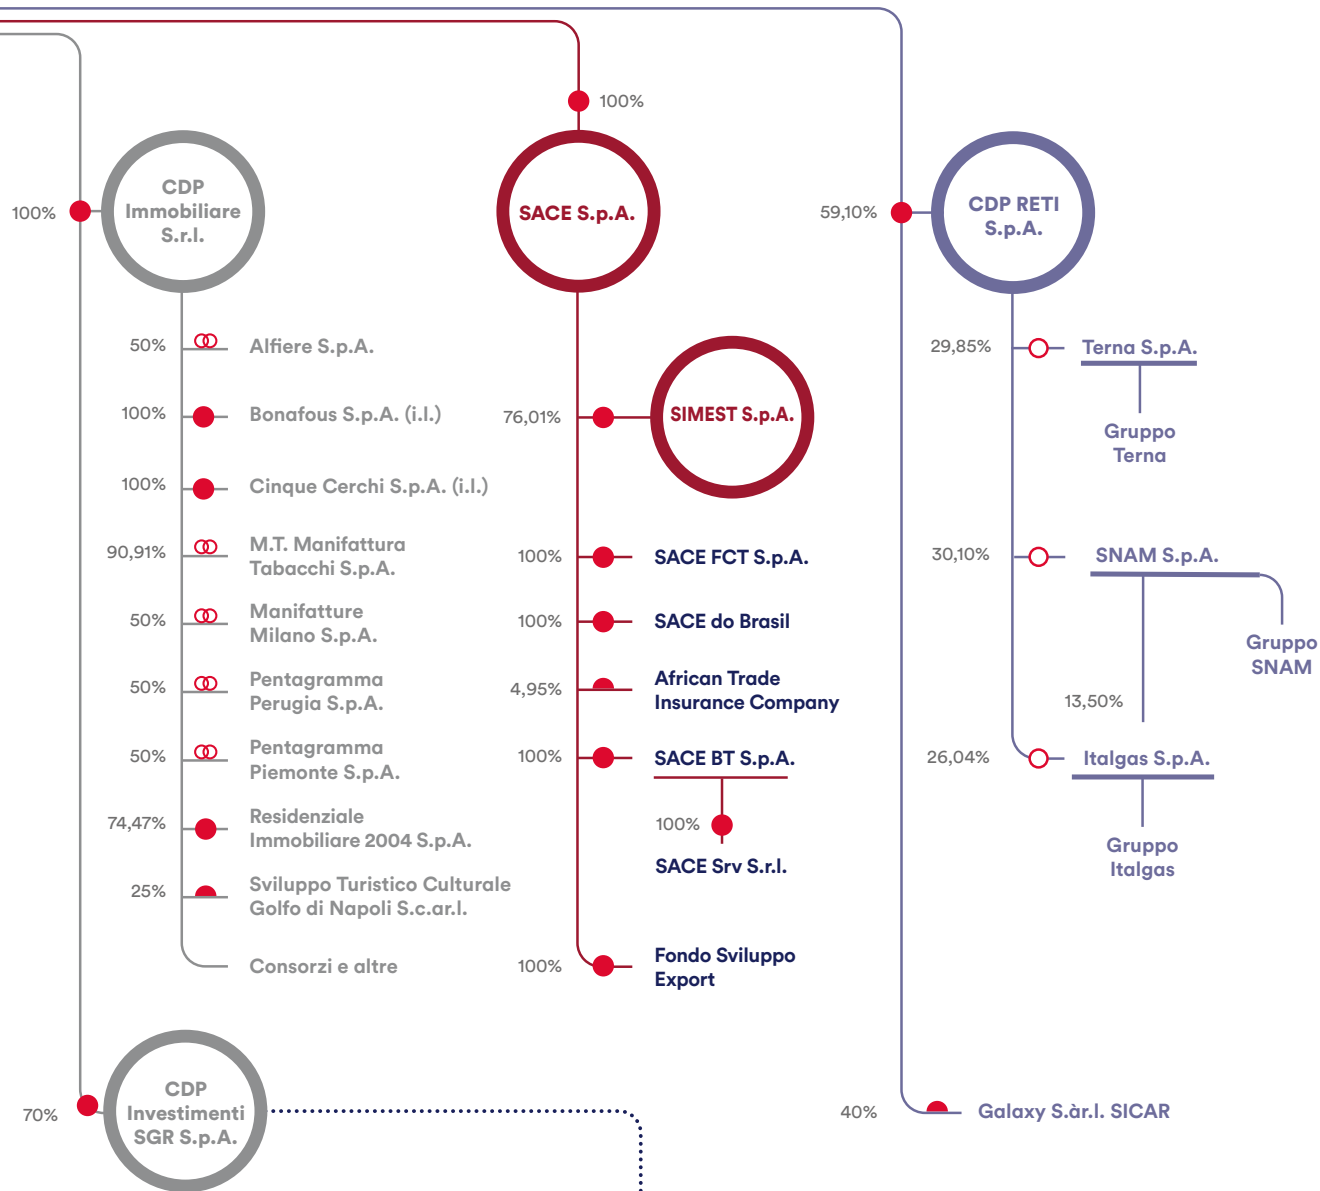 100%
100%
CDP
Immobiliare
S.r.l.
50%
Alfiere S.p.A.
100%
Bonafous S.p.A. (i.l.)
100%
Cinque Cerchi S.p.A. (i.l.)
90,91%
M.T. Manifattura
Tabacchi S.p.A.
50%
Manifatture
Milano S.p.A.
50%
Pentagramma
Perugia S.p.A.
50%
Pentagramma
Piemonte S.p.A.
74,47%
Residenziale
Immobiliare 2004 S.p.A.
25%
Sviluppo Turistico Culturale
Golfo di Napoli S.c.ar.l.
Consorzi e altre
70%
CDP
Investimenti
SGR S.p.A.
SACE S.p.A.
76,01%
SIMEST S.p.A.
100%
SACE FCT S.p.A.
100%
SACE do Brasil
4,95%
African Trade
Insurance Company
100%
SACE BT S.p.A.
100%
SACE Srv S.r.l.
100%
Fondo Sviluppo
Export
59,10%
CDP RETI
S.p.A.
29,85%
Terna S.p.A.
Gruppo
Terna
30,10%
SNAM S.p.A.
Gruppo
SNAM
13,50%
26,04%
Italgas S.p.A.
Gruppo
Italgas
40%
Galaxy S.àr.l. SICAR